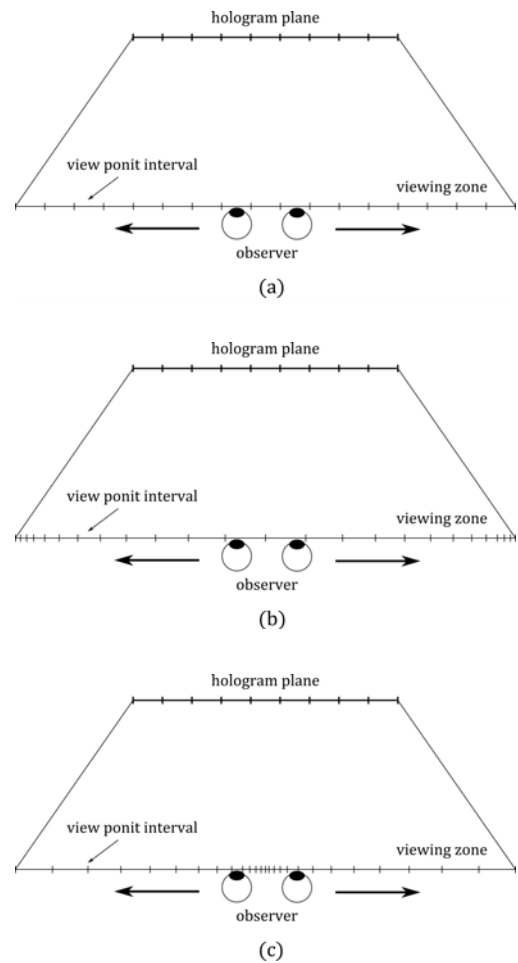 hologram plane
view ponit interval
viewing zone
observer
(a)
hologram plane
view ponit interval
viewing zone
observer
(b)
hologram plane
view ponit interval
viewing zone
observer
(c)